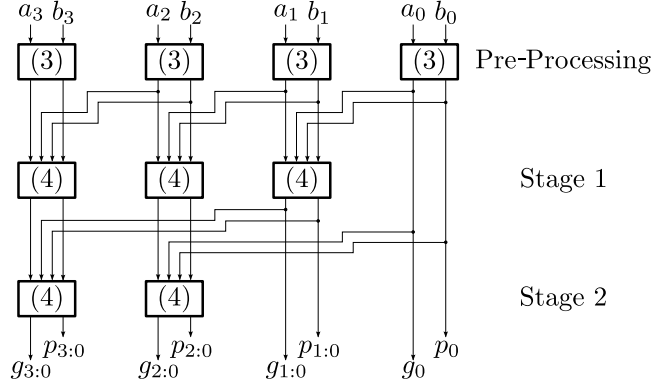 a3 b3 a2 b2 a1 b1 a0 b0
(3) (3) (3) (3) Pre-Processing
(4) (4) (4) Stage 1
(4) (4) Stage 2
p3:0 p2:0 p1:0 p0
g3:0 g2:0 g1:0 g0